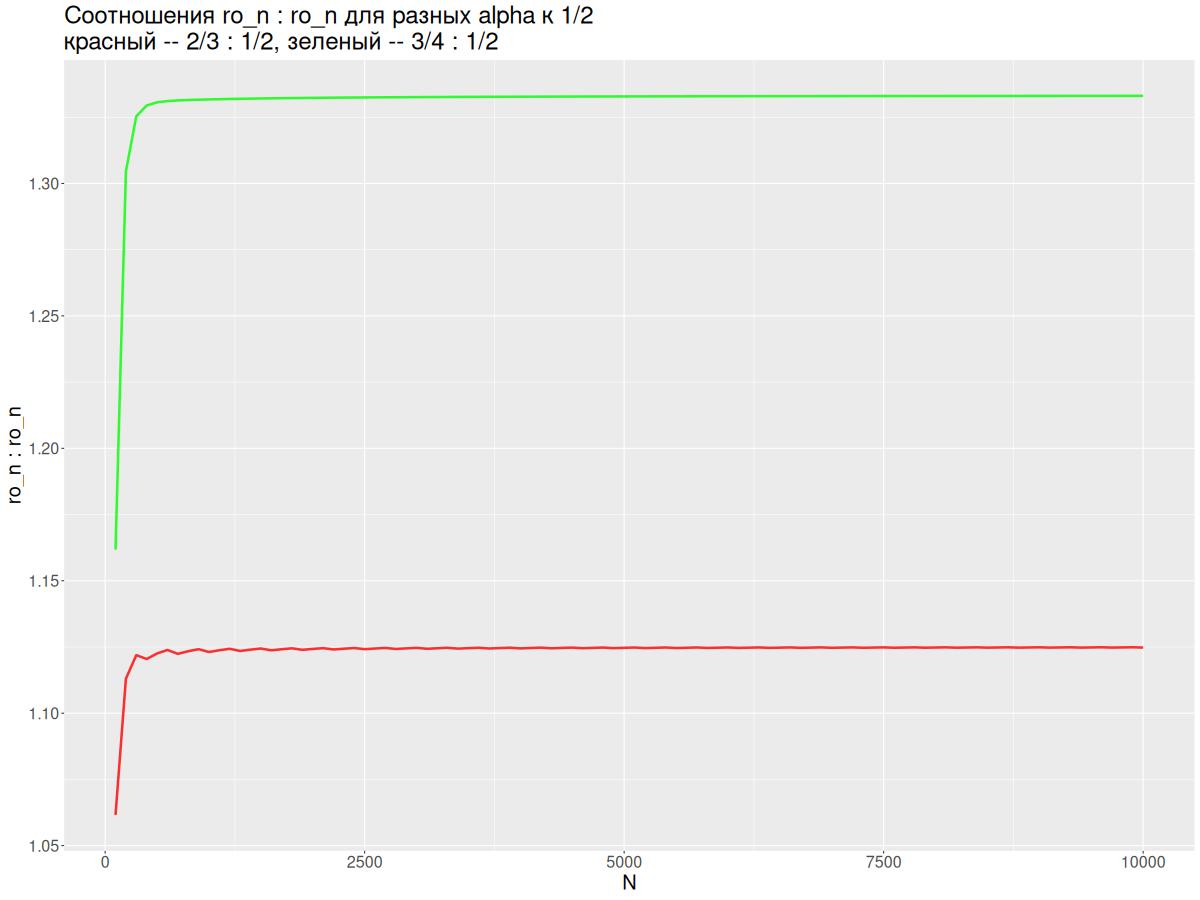 Соотношения ro_n : ro_n для разных alpha к 1/2
красный -- 2/3 : 1/2, зеленый -- 3/4 : 1/2
1.30
1.25
1.20
1.15
1.10
1.05
ro_n : ro_n
0 2500 5000 7500 10000
N